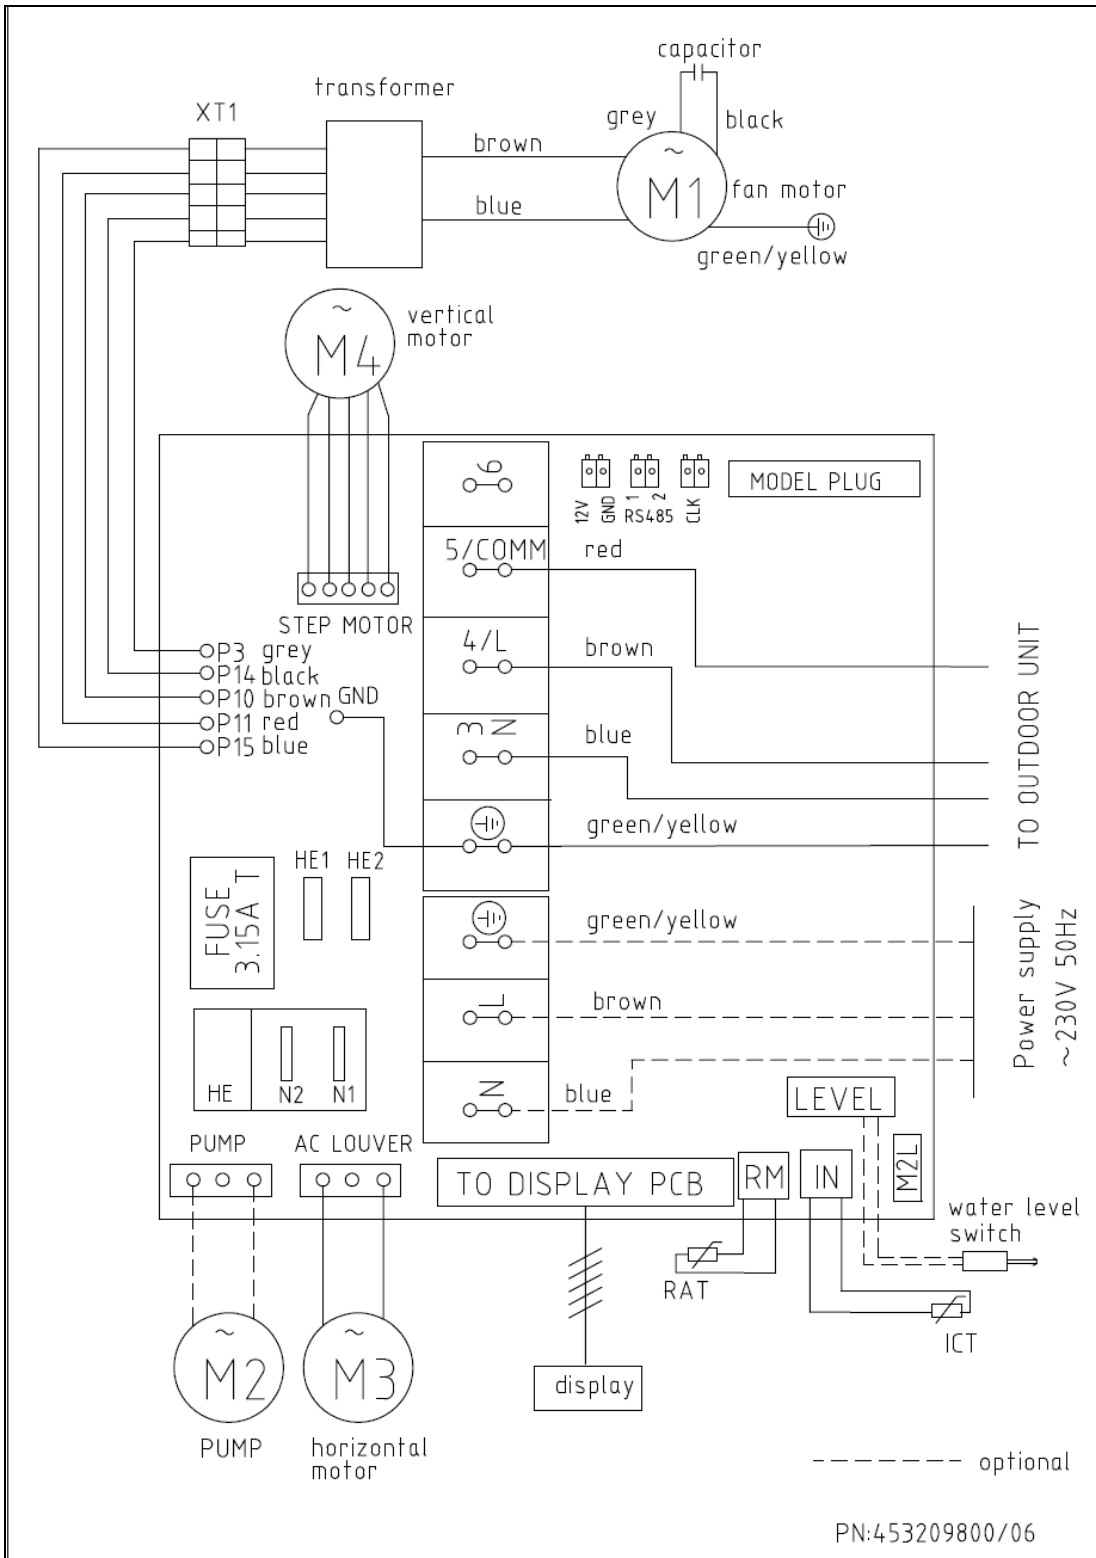 capacitor
transformer
XT1
grey
black
brown
M1
fan motor
blue
green/yellow
M4
vertical
motor
6
12V
GND
1
2
RS485
CLK
MODEL PLUG
5/COMM
red
STEP MOTOR
4/L
brown
P3 grey
P14 black
P10 brown
GND
P11 red
P15 blue
3
N
blue
TO OUTDOOR UNIT
green/yellow
HE1
HE2
FUSE
3.15A T
green/yellow
L
brown
Power supply
~230V 50Hz
HE
N2
N1
N
blue
LEVEL
PUMP
AC LOUVER
TO DISPLAY PCB
RM
IN
M2L
water level
switch
RAT
ICT
M2
M3
display
PUMP
horizontal
motor
optional
PN:453209800/06